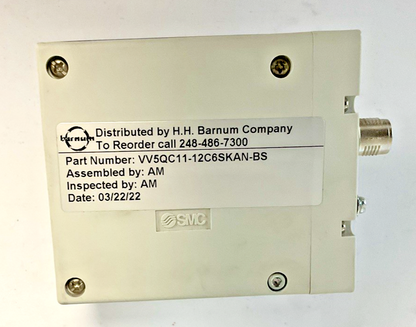 barnum
Distributed by H.H. Barnum Company
To Reorder call 248-486-7300
Part Number: VV5QC11-12C6SKAN-BS
Assembled by: AM
Inspected by: AM
Date: 03/22/22
SMC